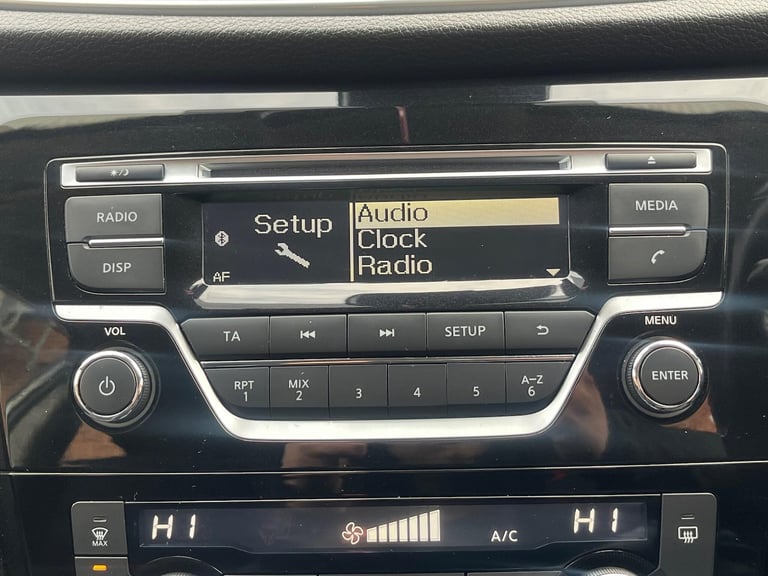 RADIO
DISP
Setup
AF
Audio
Clock
Radio
MEDIA
VOL
TA
SETUP
MENU
ENTER
RPT
1
MIX
2
3
4
5
A–Z
6
MAX
HI
A/C
HI